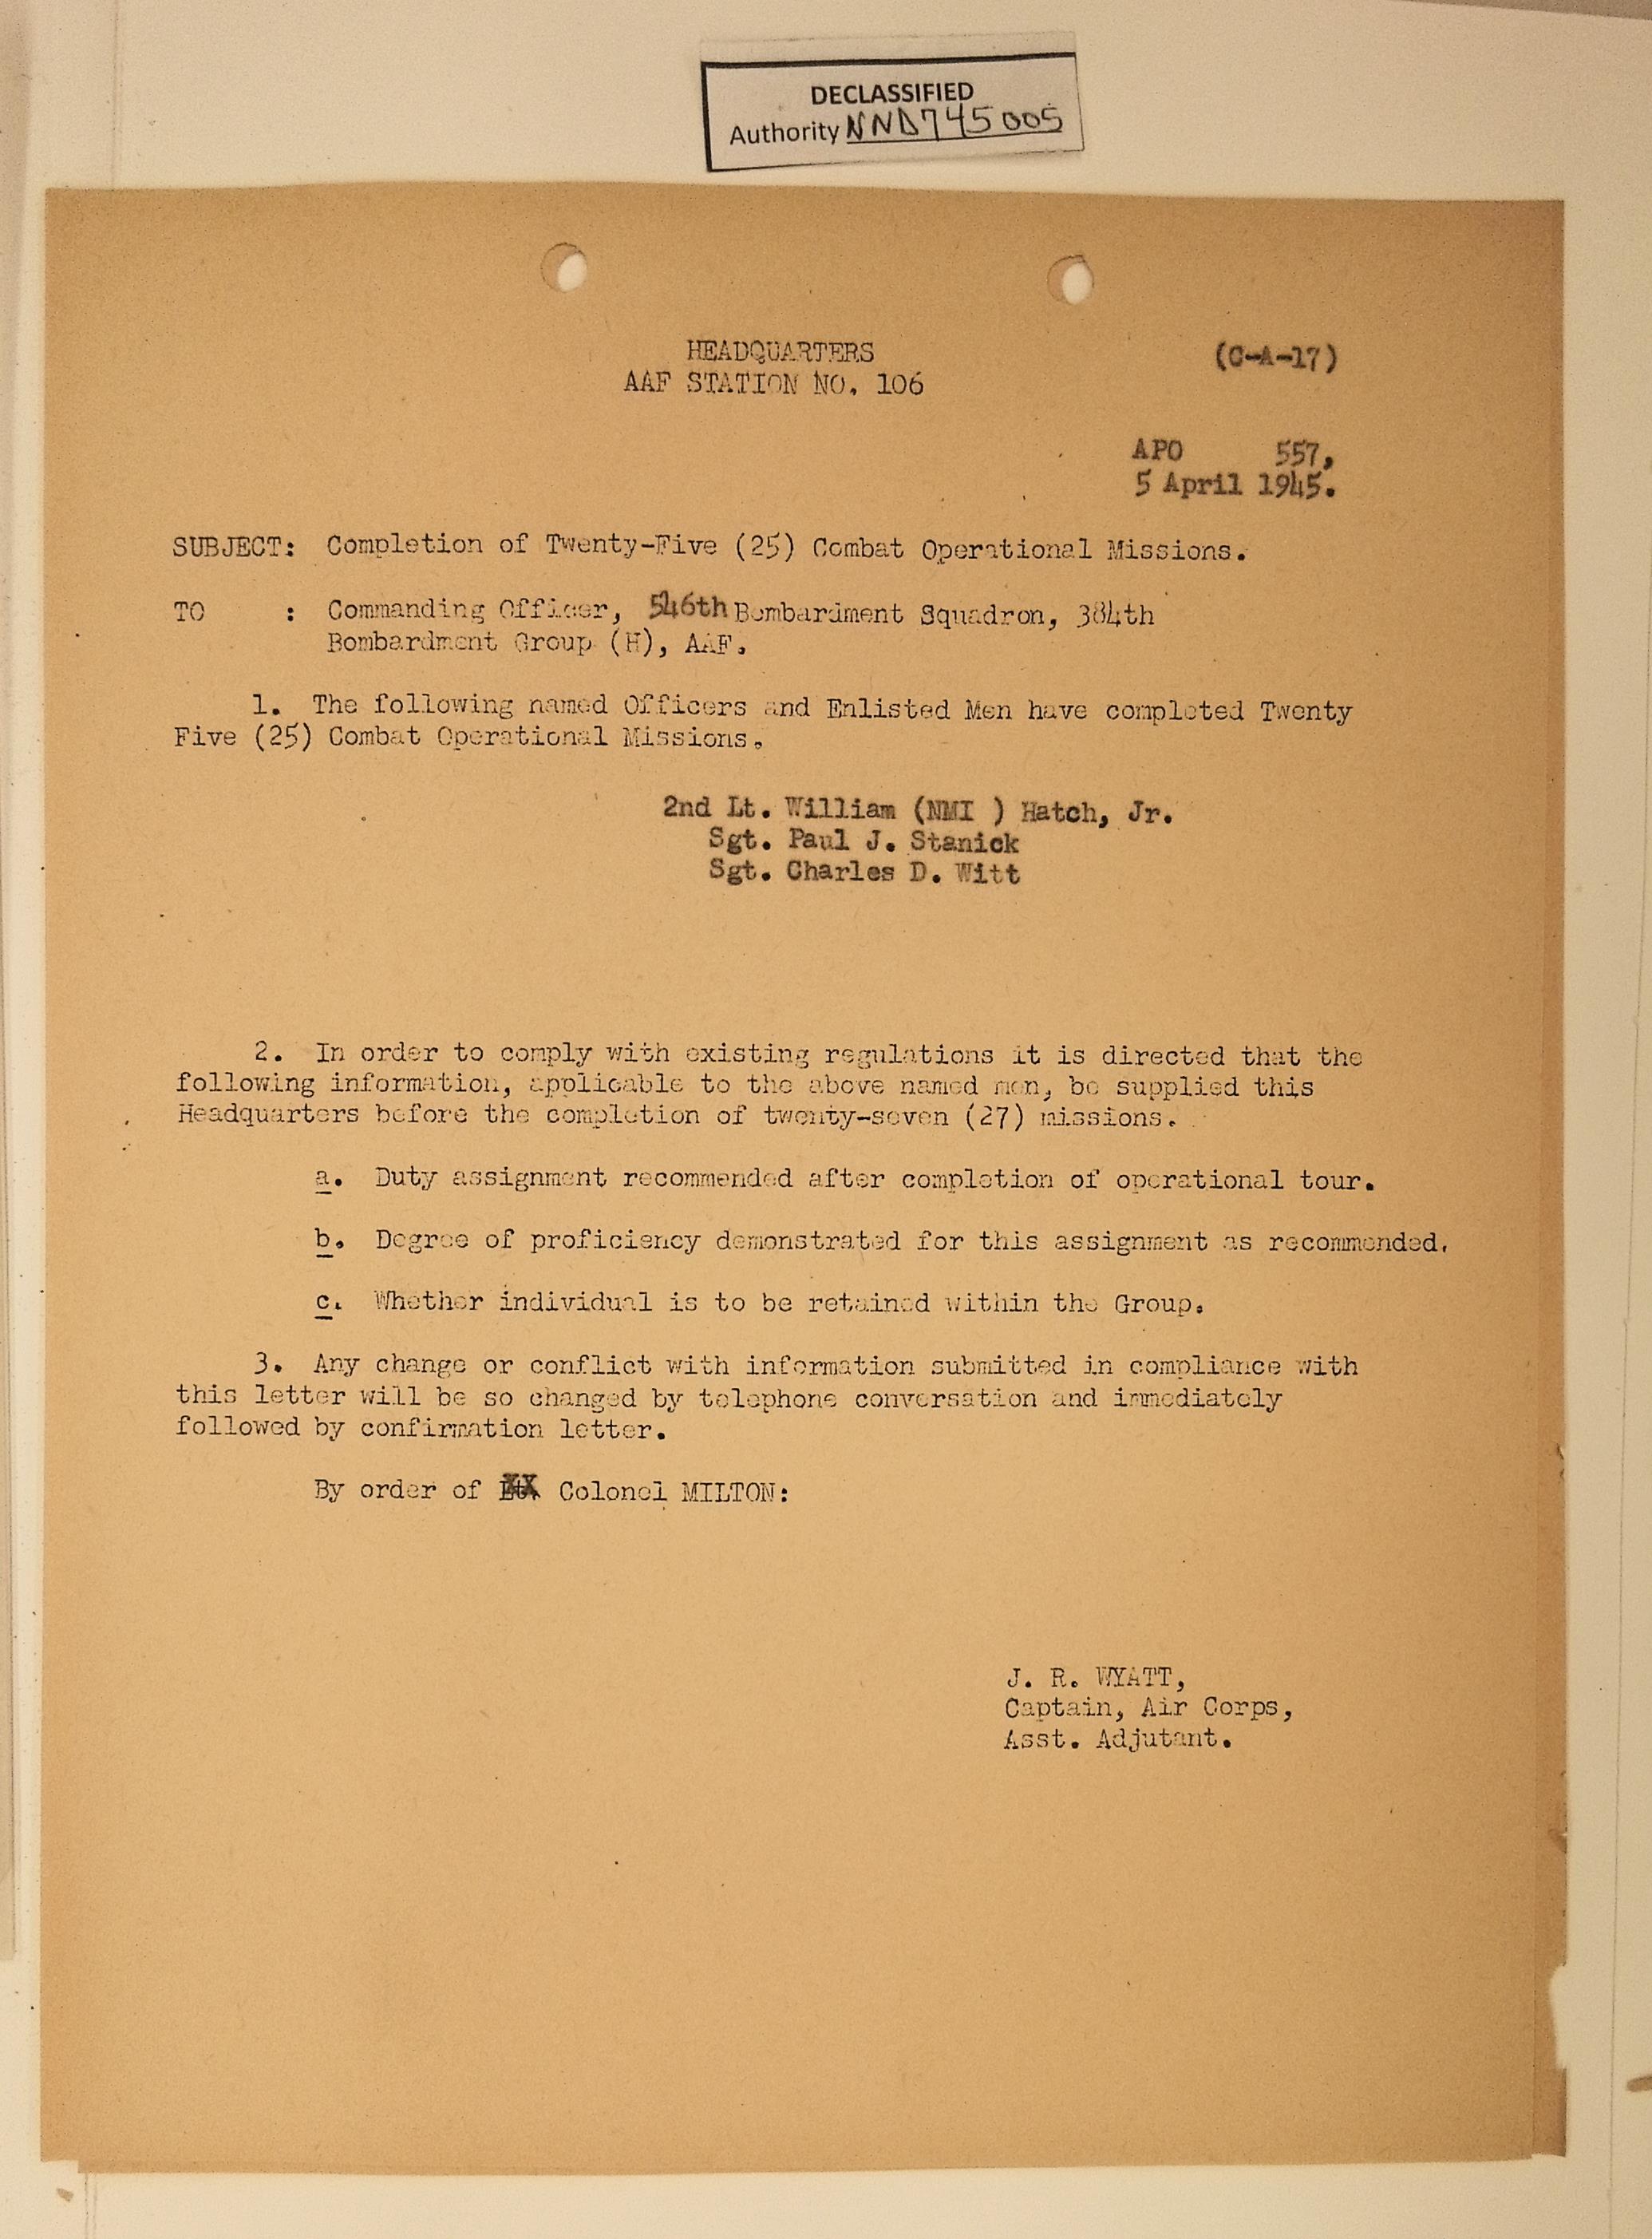 DECLASSIFIED
Authority NND745005
HEADQUARTERS (C-A-17)
AAF STATION NO. 106
APO 557,
5 April 1945.
SUBJECT: Completion of Twenty-Five (25) Combat Operational Missions.
TO : Commanding Officer, 546th Bombardment Squadron, 384th
Bombardment Group (H), AAF.
1. The following named Officers and Enlisted Men have completed Twenty
Five (25) Combat Operational Missions.
2nd Lt. William (NMI ) Hatch, Jr.
Sgt. Paul J. Stanick
Sgt. Charles D. Witt
2. In order to comply with existing regulations it is directed that the
following information, applicable to the above named men, be supplied this
Headquarters before the completion of twenty-seven (27) missions.
a. Duty assignment recommended after completion of operational tour.
b. Degree of proficiency demonstrated for this assignment as recommended.
c. Whether individual is to be retained within the Group.
3. Any change or conflict with information submitted in compliance with
this letter will be so changed by telephone conversation and immediately
followed by confirmation letter.
By order of Colonel MILTON:
J. R. WYATT,
Captain, Air Corps,
Asst. Adjutant.